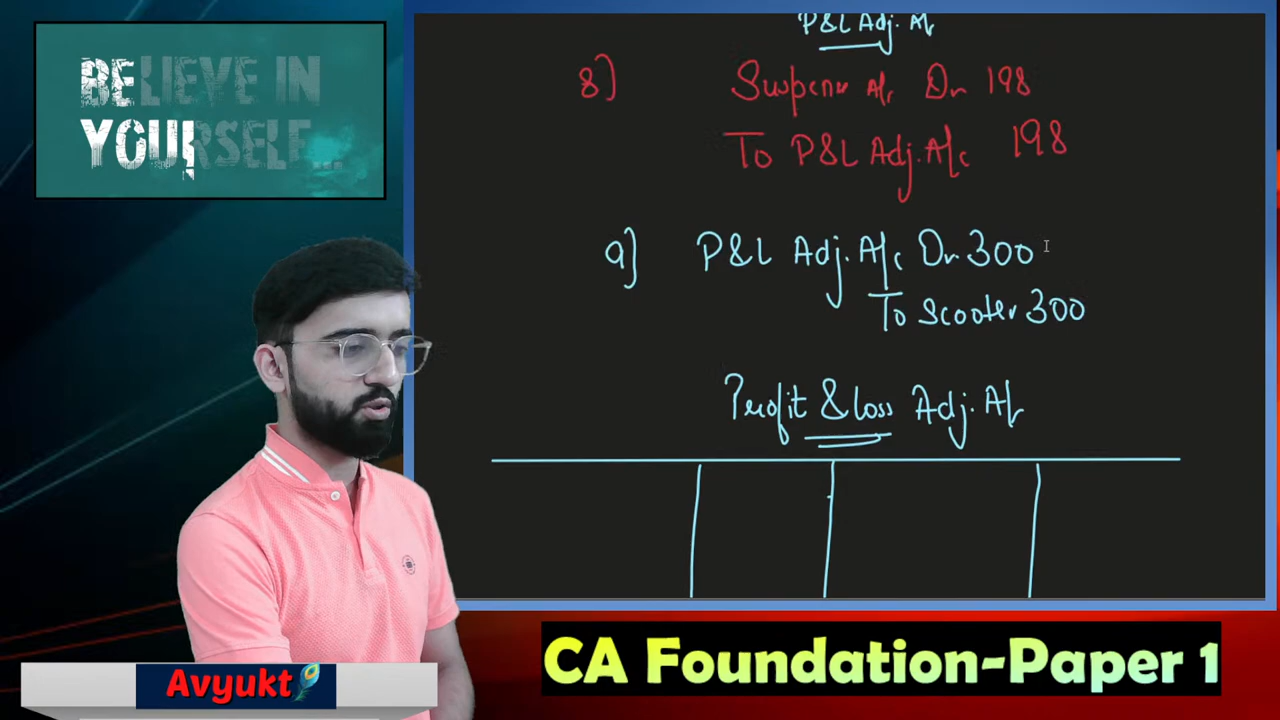 BELIEVE IN
YOURSELF...
P&L Adj. A/c
8] Suspense A/c Dr 198
To P&L Adj. A/c 198
9] P&L Adj. A/c Dr 300
To Scooter 300
Profit & Loss Adj. A/c
Avyukt
CA Foundation-Paper 1